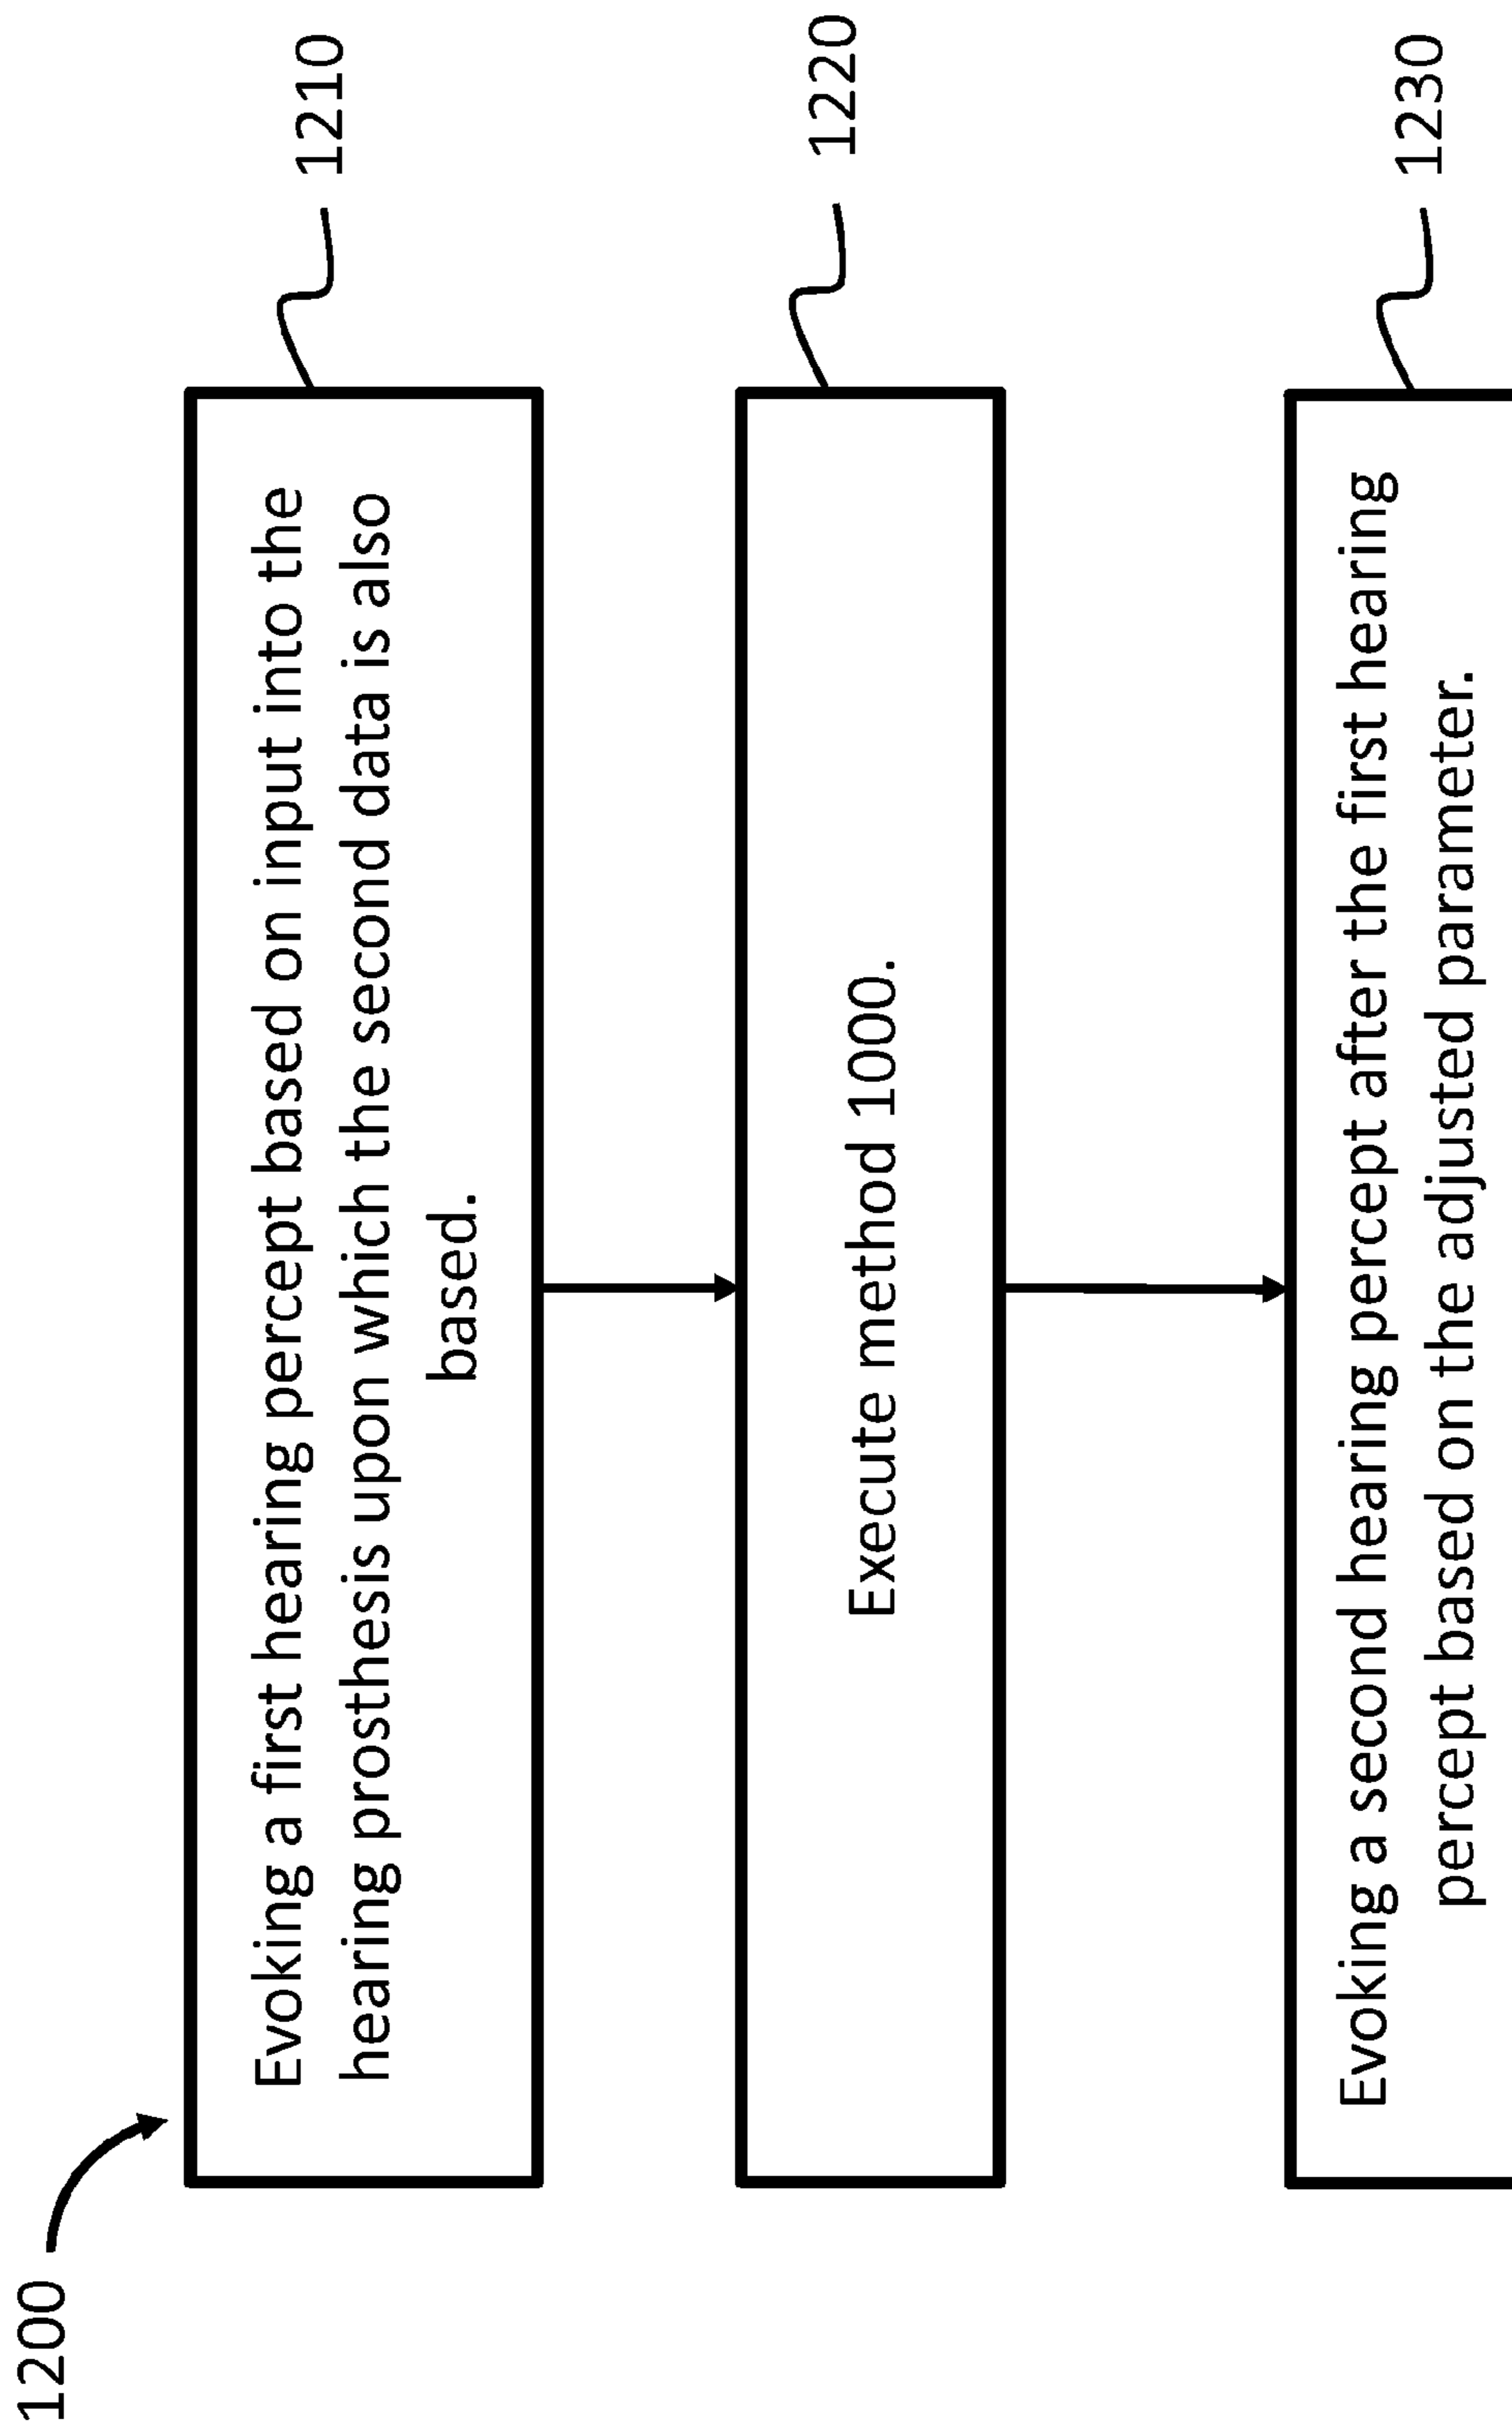 1200
Evoking a first hearing percept based on input into the
hearing prosthesis upon which the second data is also
based.
1210
Execute method 1000.
1220
Evoking a second hearing percept after the first hearing
percept based on the adjusted parameter.
1230